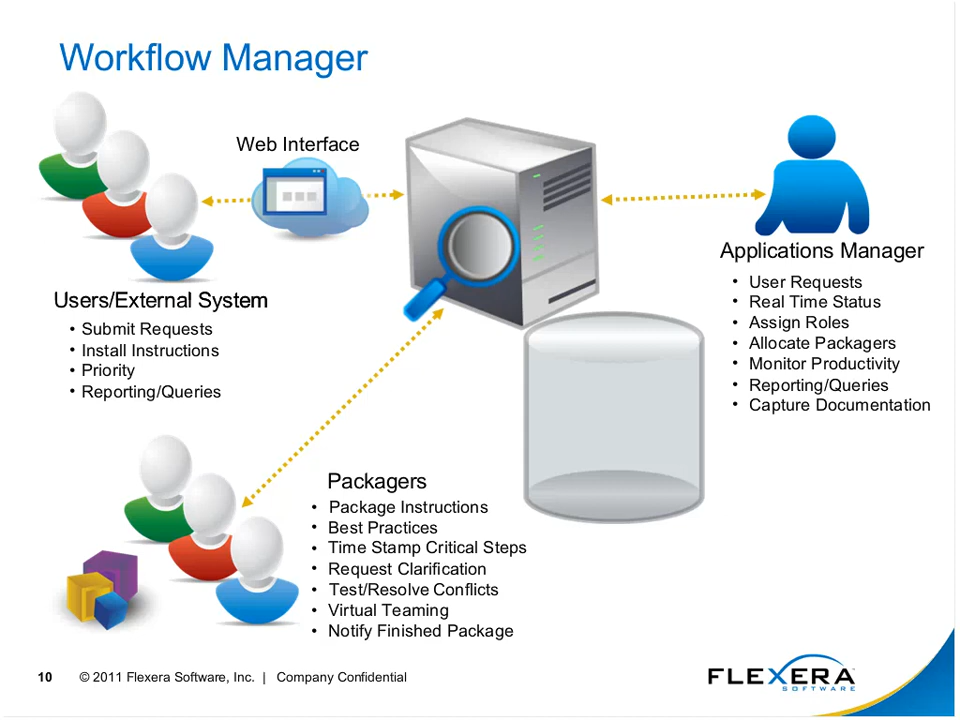 Workflow Manager
Web Interface
Users/External System
• Submit Requests
• Install Instructions
• Priority
• Reporting/Queries
Applications Manager
• User Requests
• Real Time Status
• Assign Roles
• Allocate Packagers
• Monitor Productivity
• Reporting/Queries
• Capture Documentation
Packagers
• Package Instructions
• Best Practices
• Time Stamp Critical Steps
• Request Clarification
• Test/Resolve Conflicts
• Virtual Teaming
• Notify Finished Package
10 © 2011 Flexera Software, Inc. | Company Confidential
FLEXERA
SOFTWARE